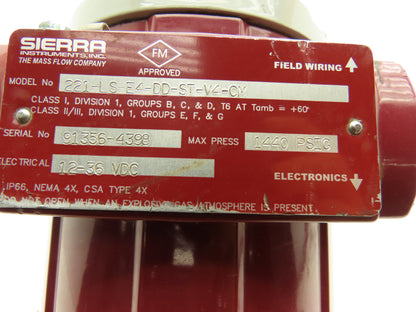 SIERRA
INSTRUMENTS, INC.
THE MASS FLOW COMPANY
FM
APPROVED
FIELD WIRING
MODEL No 221-LS E4-DD-ST-V4-
CLASS I, DIVISION 1, GROUPS B, C, & D, T6 AT Tamb = +60°
CLASS II/III, DIVISION 1, GROUPS E, F, & G
SERIAL No 91356-4398 MAX PRESS 1440 PSIG
ELECTRICAL 12-36 VDC
ELECTRONICS
IP66, NEMA 4X, CSA TYPE 4X
DO NOT OPEN WHEN AN EXPLOSIVE GAS ATMOSPHERE IS PRESENT